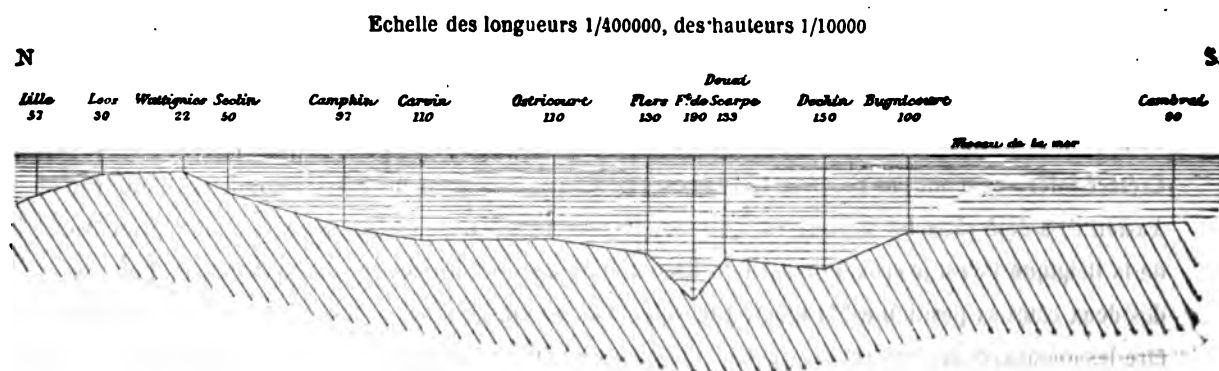 Echelle des longueurs 1/400000, des hauteurs 1/10000
N S
Douai
Lille Loos Wattignies Seclin Camphin Carvin Ostricourt Flers Ft. de Scarpe Dechin Bugnicourt Cambrai
30 22 50 97 110 110 130 190 133 150 100
Niveau de la mer